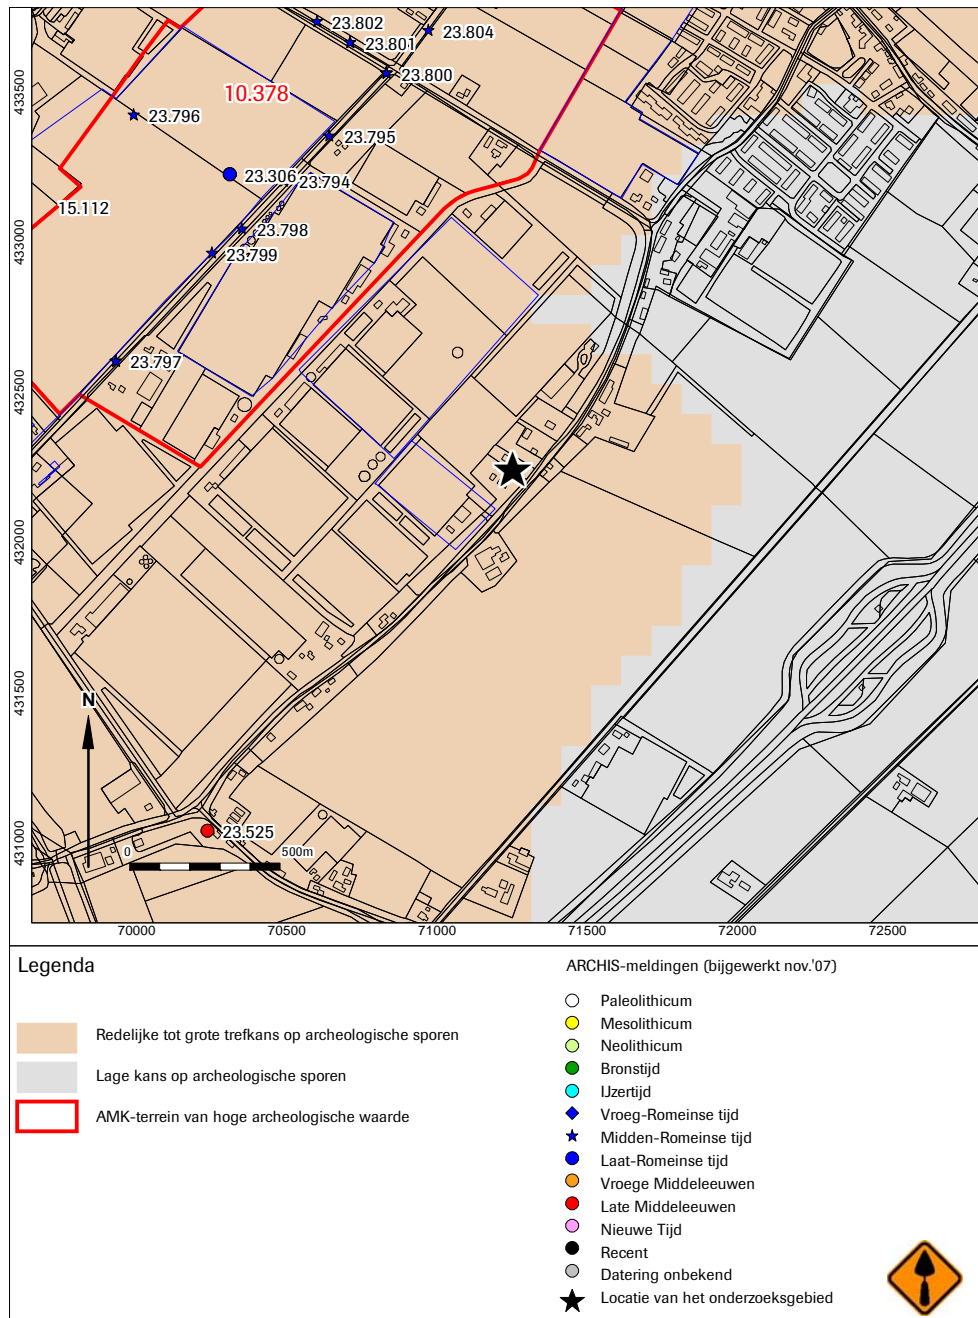 23.802
23.801
23.804
23.800
10.378
23.796
23.795
23.306
23.794
15.112
23.798
23.799
23.797
23.525
N
0
500m
433500
433000
432500
432000
431500
431000
70000
70500
71000
71500
72000
72500
Legenda
Redelijke tot grote trefkans op archeologische sporen
Lage kans op archeologische sporen
AMK-terrein van hoge archeologische waarde
ARCHIS-meldingen (bijgewerkt nov.'07)
Paleolithicum
Mesolithicum
Neolithicum
Bronstijd
IJzertijd
Vroeg-Romeinse tijd
Midden-Romeinse tijd
Laat-Romeinse tijd
Vroege Middeleeuwen
Late Middeleeuwen
Nieuwe Tijd
Recent
Datering onbekend
Locatie van het onderzoeksgebied